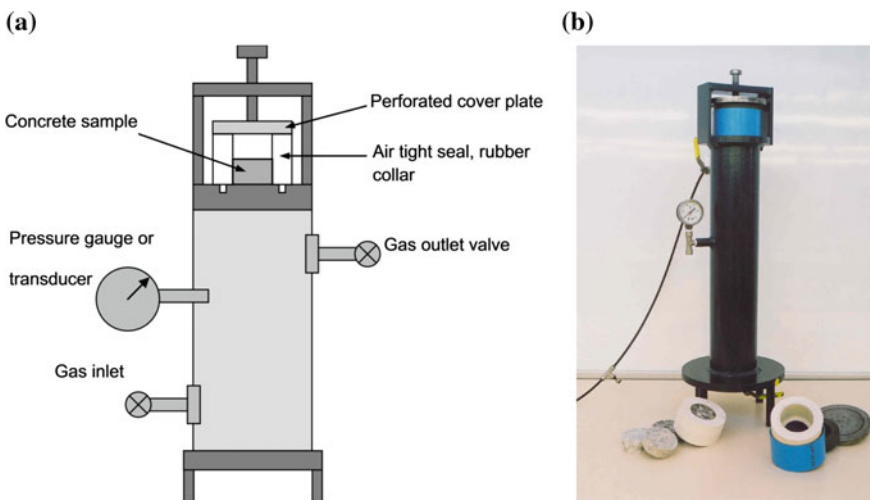 (a)
(b)
Perforated cover plate
Concrete sample
Air tight seal, rubber
collar
Pressure gauge or
transducer
Gas outlet valve
Gas inlet